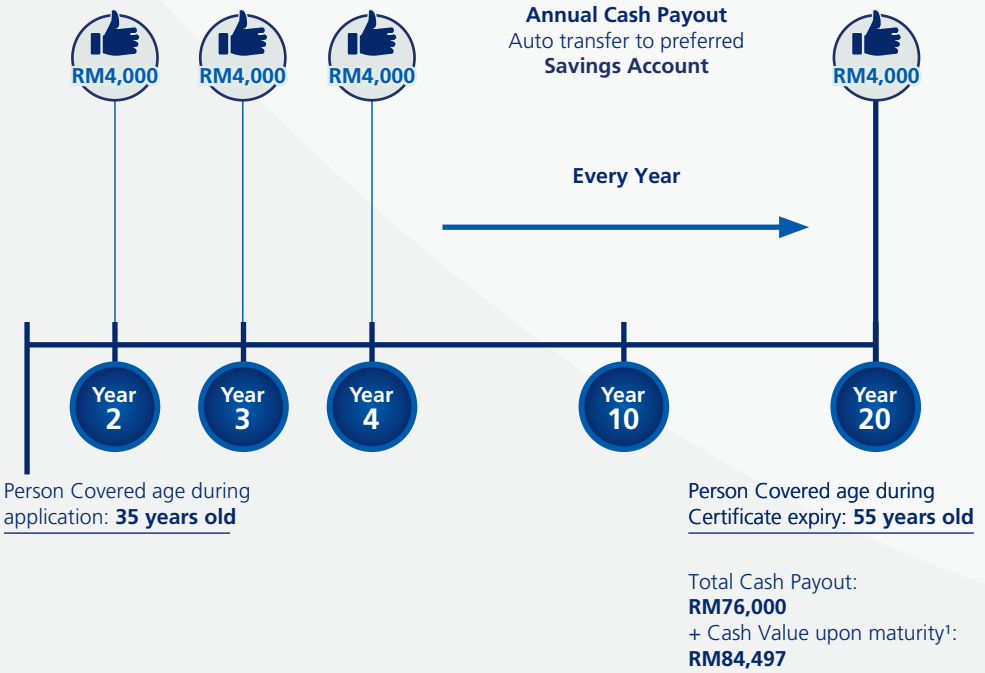 RM4,000
RM4,000
RM4,000
Annual Cash Payout
Auto transfer to preferred
Savings Account
RM4,000
Every Year
Year
2
Year
3
Year
4
Year
10
Year
20
Person Covered age during
application: 35 years old
Person Covered age during
Certificate expiry: 55 years old
Total Cash Payout:
RM76,000
+ Cash Value upon maturity¹:
RM84,497